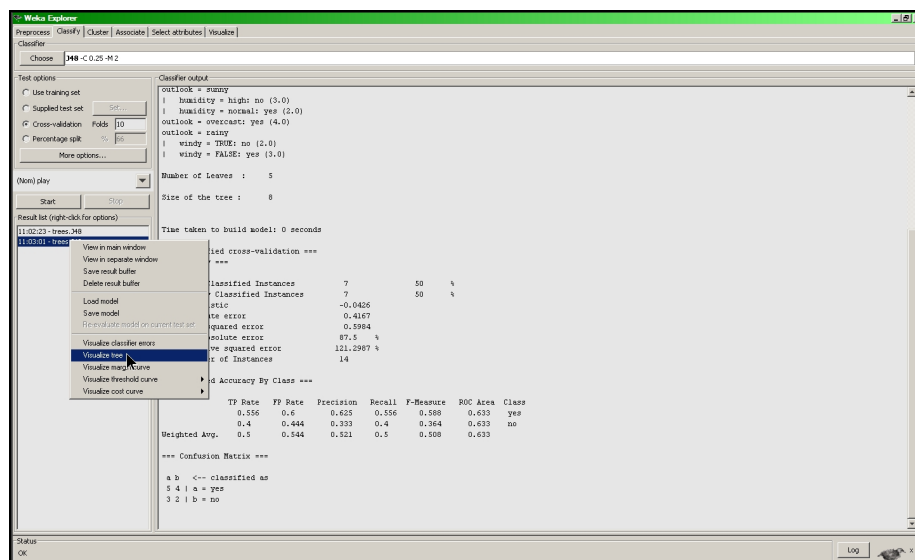 Weka Explorer
Preprocess Classify Cluster Associate Select attributes Visualize
Classifier
Choose J48 -C 0.25 -M 2
Test options
Use training set
Supplied test set Set...
Cross-validation Folds 10
Percentage split % 66
More options...
(Nom) play
Start Stop
Result list (right-click for options)
11:02:23 - trees.J48
11:03:01 - trees.J48
View in main window
View in separate window
Save result buffer
Delete result buffer
Load model
Save model
Re-evaluate model on current test set
Visualize classifier errors
Visualize tree
Visualize margin curve
Visualize threshold curve
Visualize cost curve
Classifier output
outlook = sunny
| humidity = high: no (3.0)
| humidity = normal: yes (2.0)
outlook = overcast: yes (4.0)
outlook = rainy
| windy = TRUE: no (2.0)
| windy = FALSE: yes (3.0)
Number of Leaves : 5
Size of the tree : 8
Time taken to build model: 0 seconds
ied cross-validation ===
===
lassified Instances 7 50 %
Classified Instances 7 50 %
stic -0.0426
te error 0.4167
quared error 0.5984
bsolute error 87.5 %
ve squared error 121.2987 %
r of Instances 14
d Accuracy By Class ===
TP Rate FP Rate Precision Recall F-Measure ROC Area Class
0.556 0.6 0.625 0.556 0.588 0.633 yes
0.4 0.444 0.333 0.4 0.364 0.633 no
Weighted Avg. 0.5 0.544 0.521 0.5 0.508 0.633
=== Confusion Matrix ===
a b <-- classified as
5 4 | a = yes
3 2 | b = no
Status
OK
Log
x